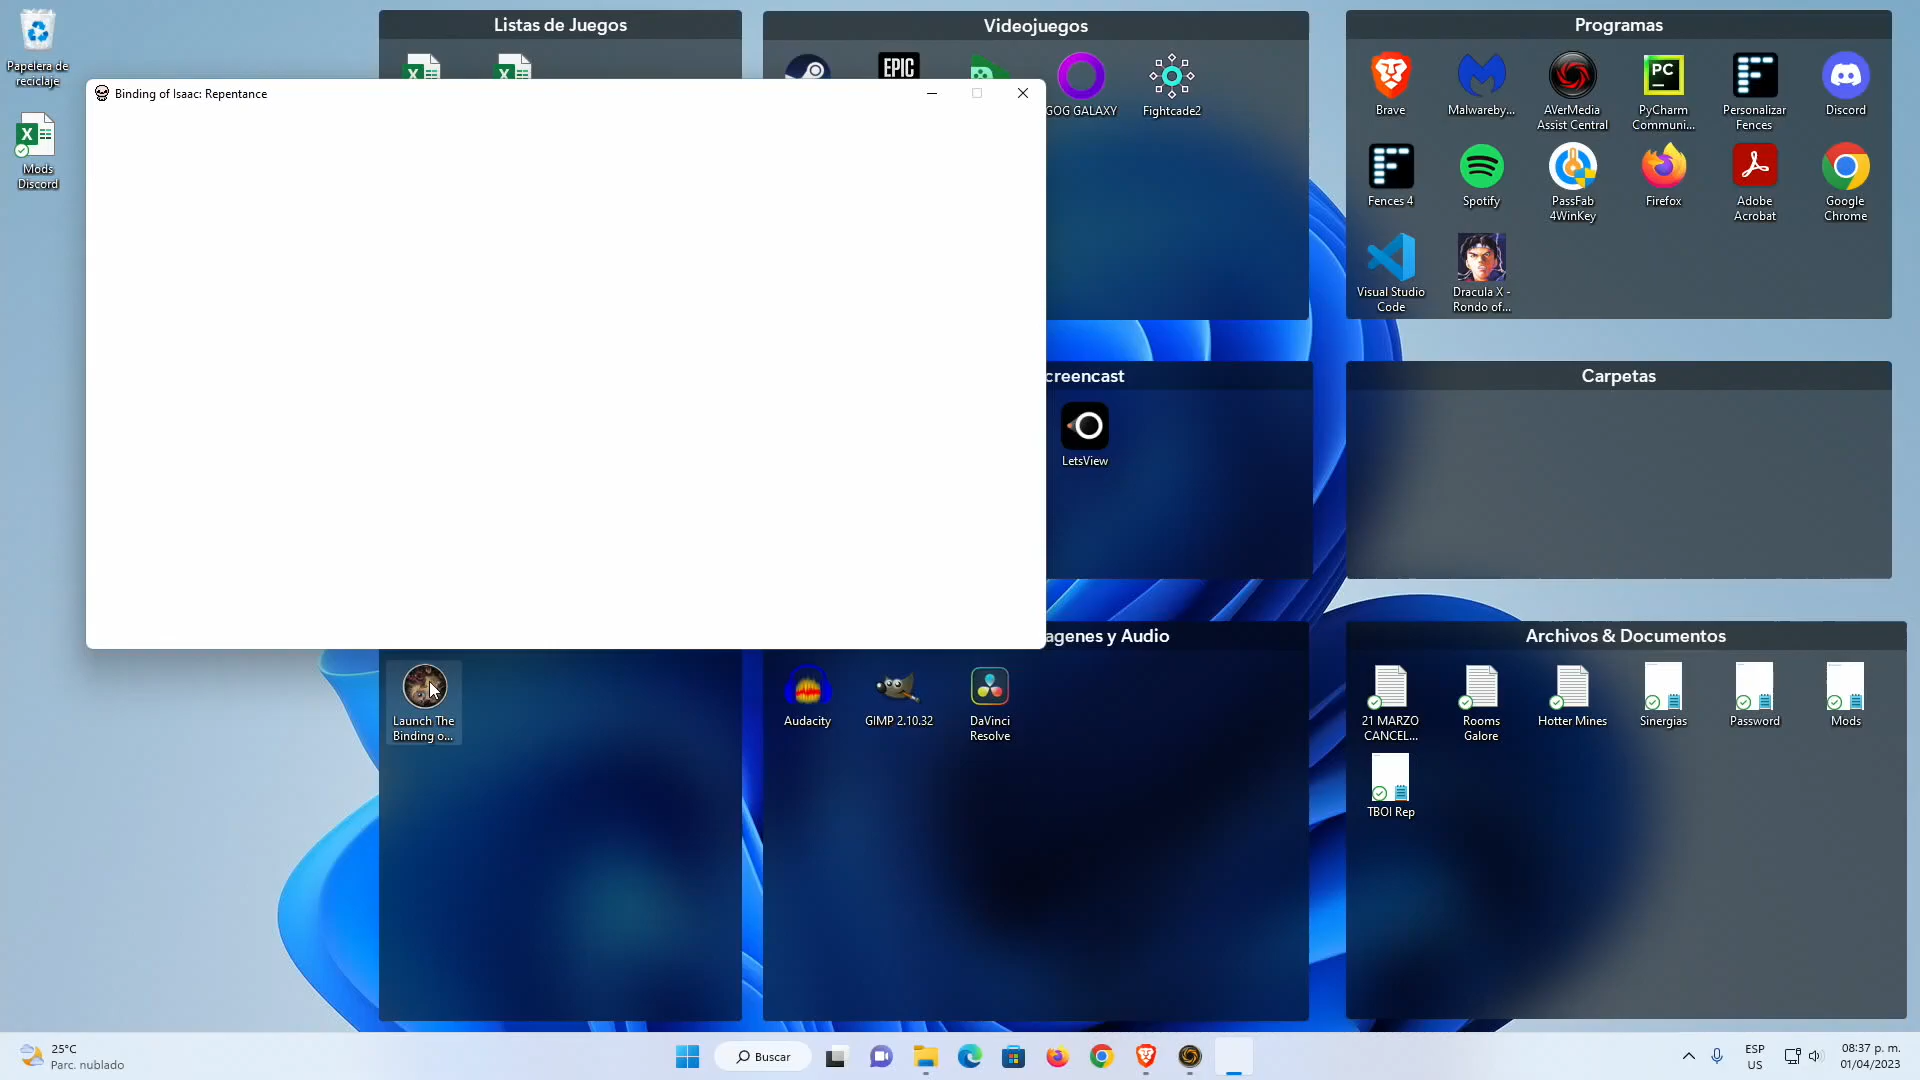 Papelera de
reciclaje
Mods
Discord
Listas de Juegos
Binding of Isaac: Repentance
Videojuegos
EPIC
GOG GALAXY
Fightcade2
Programas
Brave
Malwareby...
AVerMedia
Assist Central
PC
PyCharm
Communi...
Personalizar
Fences
Discord
Fences 4
Spotify
PassFab
4WinKey
Firefox
Adobe
Acrobat
Google
Chrome
Visual Studio
Code
Dracula X -
Rondo of...
creencast
LetsView
Carpetas
Launch The
Binding o...
agenes y Audio
Audacity
GIMP 2.10.32
DaVinci
Resolve
Archivos & Documentos
21 MARZO
CANCEL...
Rooms
Galore
Hotter Mines
Sinergias
Password
Mods
TBOI Rep
25°C
Parc. nublado
Buscar
ESP
US
08:37 p. m.
01/04/2023